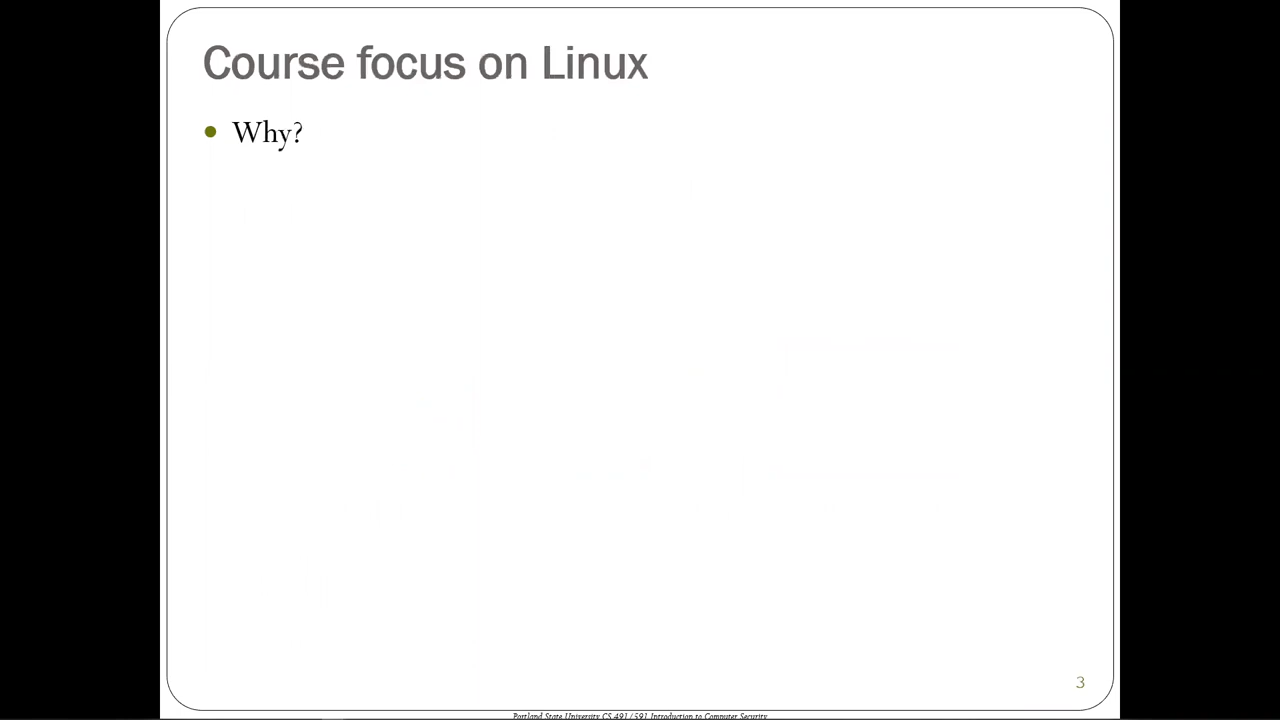 Course focus on Linux
Why?
3
Portland State University CS 491/591 Introduction to Computer Security